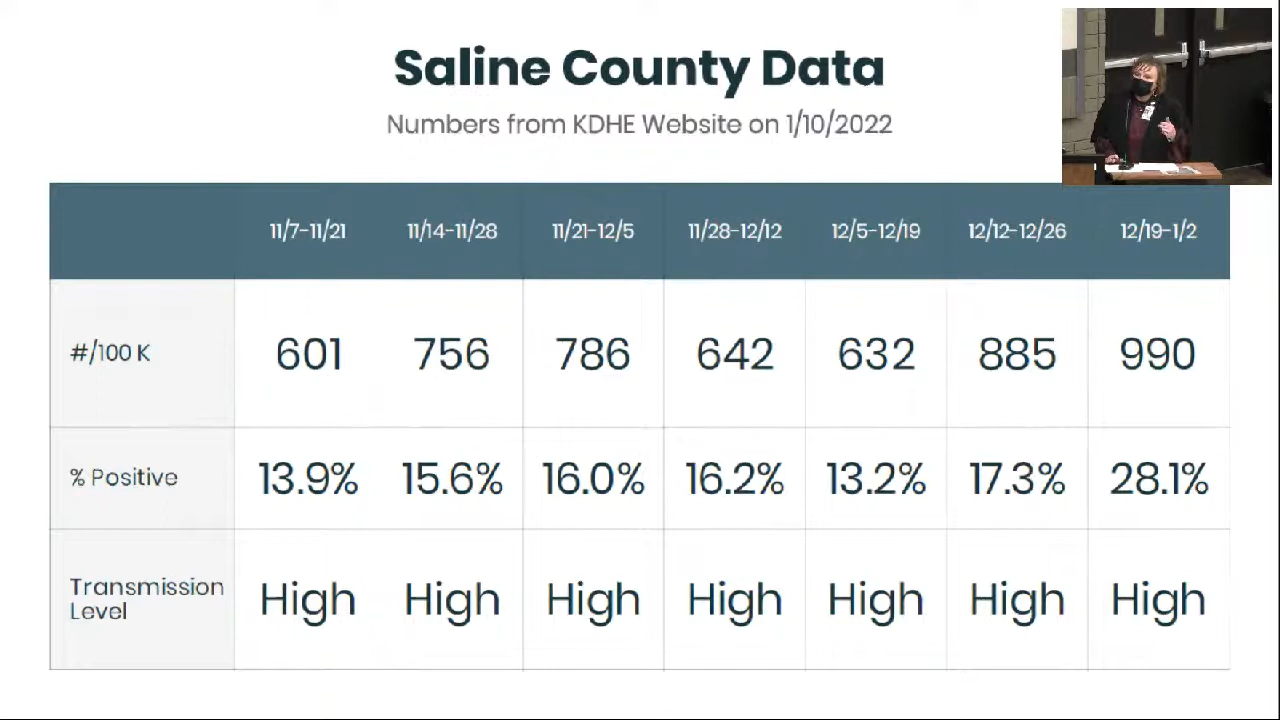 Saline County Data
Numbers from KDHE Website on 1/10/2022
11/7-11/21 11/14-11/28 11/21-12/5 11/28-12/12 12/5-12/19 12/12-12/26 12/19-1/2
#/100 K 601 756 786 642 632 885 990
% Positive 13.9% 15.6% 16.0% 16.2% 13.2% 17.3% 28.1%
Transmission
Level High High High High High High High